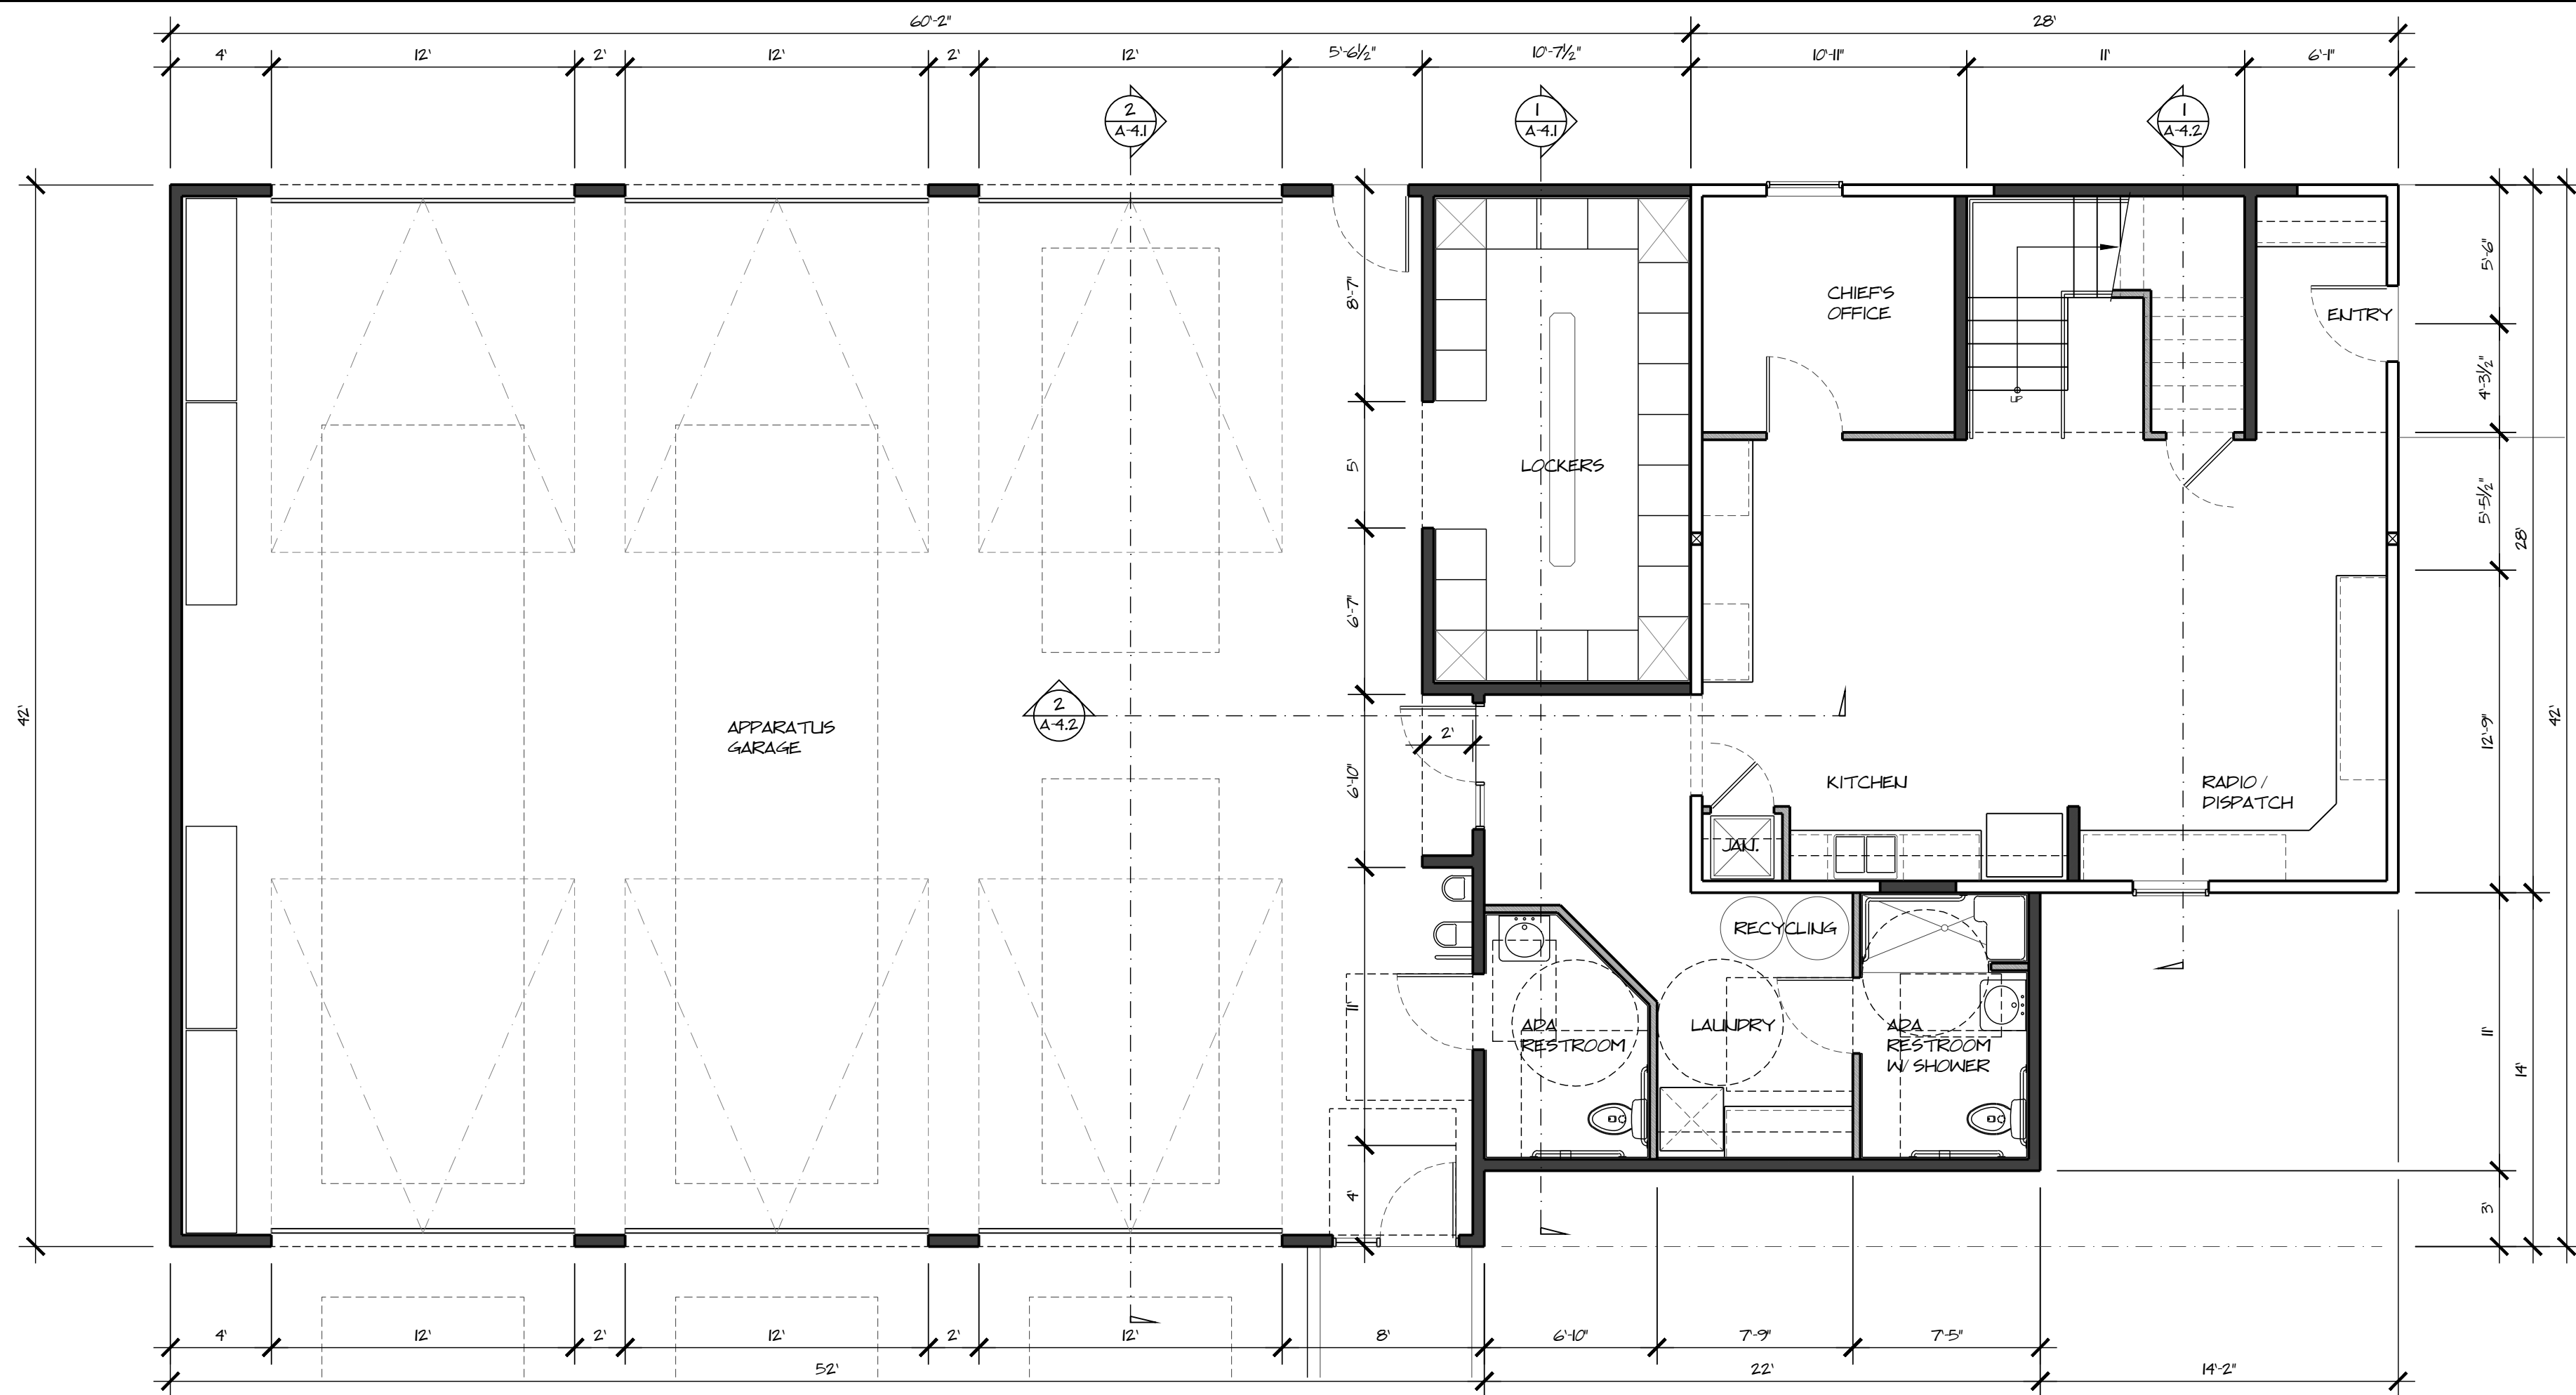 60'-2"
28'
4'
12'
2'
12'
2'
12'
5'-6½"
10'-7½"
10'-11"
11'
6'-1"
2
A-4.1
1
A-4.1
1
A-4.2
8'-7"
5'-6"
CHIEF'S
OFFICE
ENTRY
UP
4'-3½"
5'
LOCKERS
5'-5½"
28'
6'-7"
42'
2
A-4.2
APPARATUS
GARAGE
2'
12'-9"
42'
6'-10"
KITCHEN
RADIO /
DISPATCH
JAN.
RECYCLING
11'
ADA
RESTROOM
LAUNDRY
ADA
RESTROOM
W/ SHOWER
11'
14'
4'
3'
4'
12'
2'
12'
2'
12'
8'
6'-10"
7'-9"
7'-5"
52'
22'
14'-2"